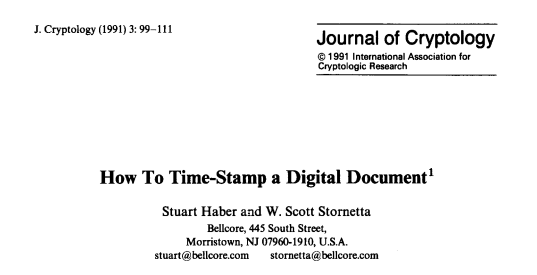 J. Cryptology (1991) 3: 99–111
Journal of Cryptology
© 1991 International Association for
Cryptologic Research
How To Time-Stamp a Digital Document¹
Stuart Haber and W. Scott Stornetta
Bellcore, 445 South Street,
Morristown, NJ 07960-1910, U.S.A.
stuart@bellcore.com stornetta@bellcore.com